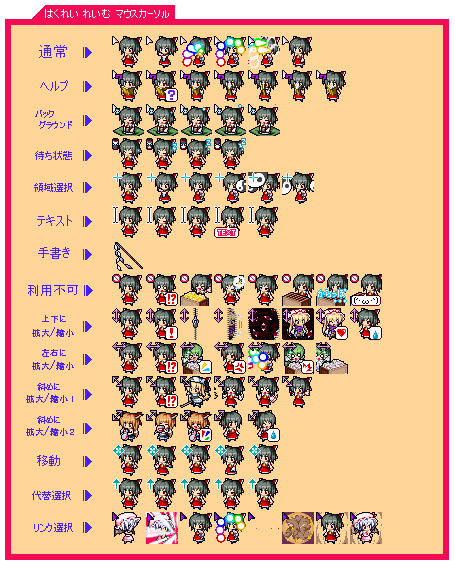 はくれい れいむ マウスカーソル
通常
ヘルプ
?
バック
グラウンド
待ち状態
領域選択
テキスト
TEXT
手書き
利用不可
!?
(´・ω・`)
上下に
拡大/縮小
!
左右に
拡大/縮小
!?
斜めに
拡大/縮小1
!?
斜めに
拡大/縮小2
移動
代替選択
リンク選択